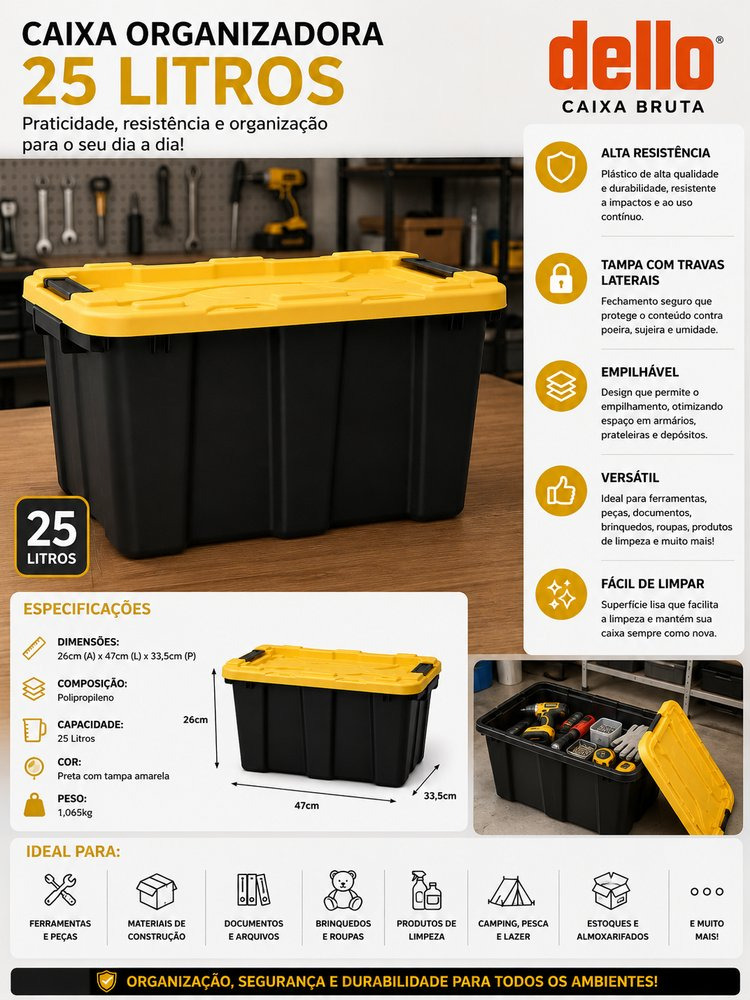 CAIXA ORGANIZADORA
25 LITROS
Praticidade, resistência e organização
para o seu dia a dia!
dello®
CAIXA BRUTA
ALTA RESISTÊNCIA
Plástico de alta qualidade
e durabilidade, resistente
a impactos e ao uso
contínuo.
TAMPA COM TRAVAS
LATERAIS
Fechamento seguro que
protege o conteúdo contra
poeira, sujeira e umidade.
EMPILHÁVEL
Design que permite o
empilhamento, otimizando
espaço em armários,
prateleiras e depósitos.
VERSÁTIL
Ideal para ferramentas,
peças, documentos,
brinquedos, roupas, produtos
de limpeza e muito mais!
FÁCIL DE LIMPAR
Superfície lisa que facilita
a limpeza e mantém sua
caixa sempre como nova.
25
LITROS
ESPECIFICAÇÕES
DIMENSÕES:
26cm (A) x 47cm (L) x 33,5cm (P)
COMPOSIÇÃO:
Polipropileno
CAPACIDADE:
25 Litros
COR:
Preta com tampa amarela
PESO:
1,065kg
26cm
47cm
33,5cm
IDEAL PARA:
FERRAMENTAS
E PEÇAS
MATERIAIS DE
CONSTRUÇÃO
DOCUMENTOS
E ARQUIVOS
BRINQUEDOS
E ROUPAS
PRODUTOS DE
LIMPEZA
CAMPING, PESCA
E LAZER
ESTOQUES E
ALMOXARIFADOS
E MUITO
MAIS!
ORGANIZAÇÃO, SEGURANÇA E DURABILIDADE PARA TODOS OS AMBIENTES!